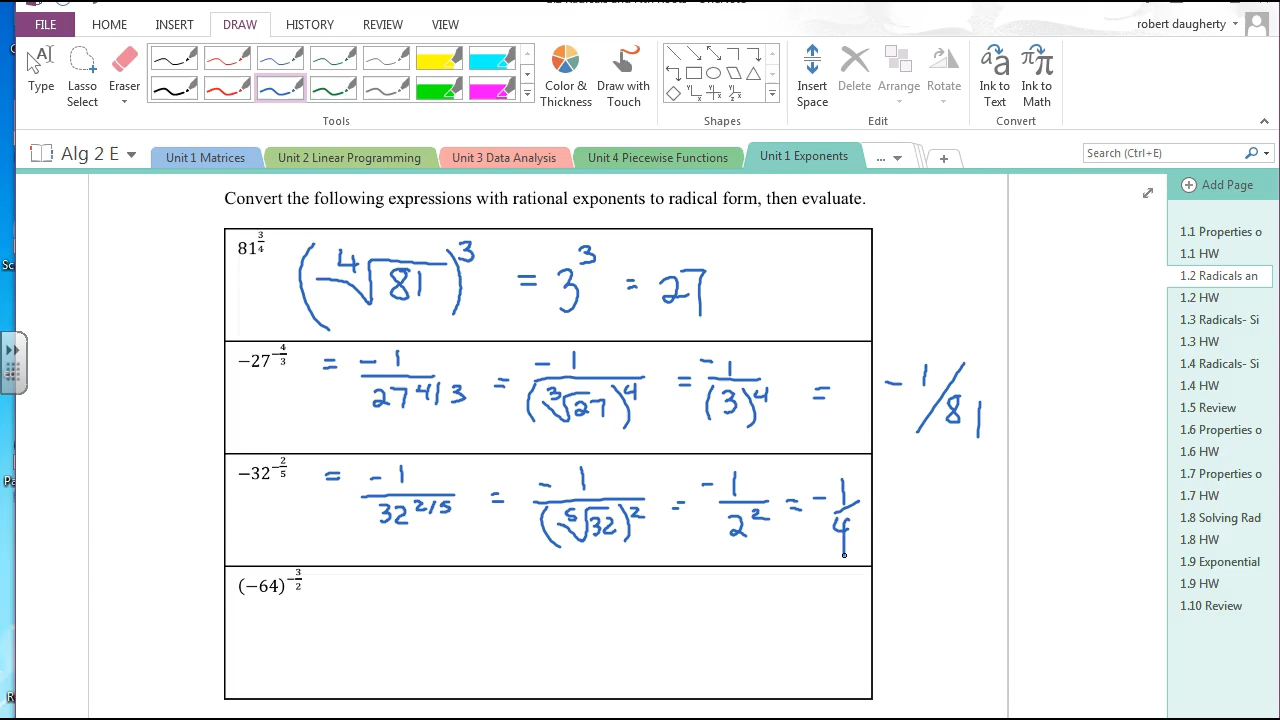 FILE HOME INSERT DRAW HISTORY REVIEW VIEW robert daugherty
Type Lasso Select Eraser Color & Thickness Draw with Touch Insert Space Delete Arrange Rotate Ink to Text Ink to Math
Tools Shapes Edit Convert
Alg 2 E Unit 1 Matrices Unit 2 Linear Programming Unit 3 Data Analysis Unit 4 Piecewise Functions Unit 1 Exponents ... Search (Ctrl+E)
Add Page
Convert the following expressions with rational exponents to radical form, then evaluate.
81^(3/4) (⁴√81)³ = 3³ = 27
−27^(−4/3) = -1/27^(4/3) = -1/(³√27)⁴ = -1/(3)⁴ = -1/81
−32^(−2/5) = -1/32^(2/5) = -1/(⁵√32)² = -1/2² = -1/4
(−64)^(−3/2)
1.1 Properties o
1.1 HW
1.2 Radicals an
1.2 HW
1.3 Radicals- Si
1.3 HW
1.4 Radicals- Si
1.4 HW
1.5 Review
1.6 Properties o
1.6 HW
1.7 Properties o
1.7 HW
1.8 Solving Rad
1.8 HW
1.9 Exponential
1.9 HW
1.10 Review